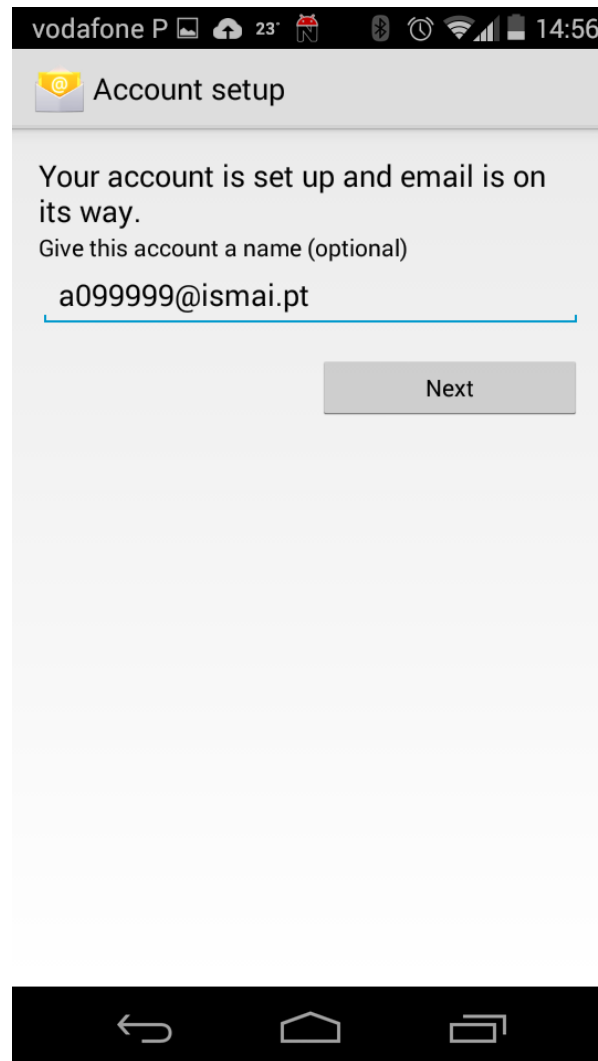 vodafone P 23° 14:56
Account setup
Your account is set up and email is on
its way.
Give this account a name (optional)
a099999@ismai.pt
Next